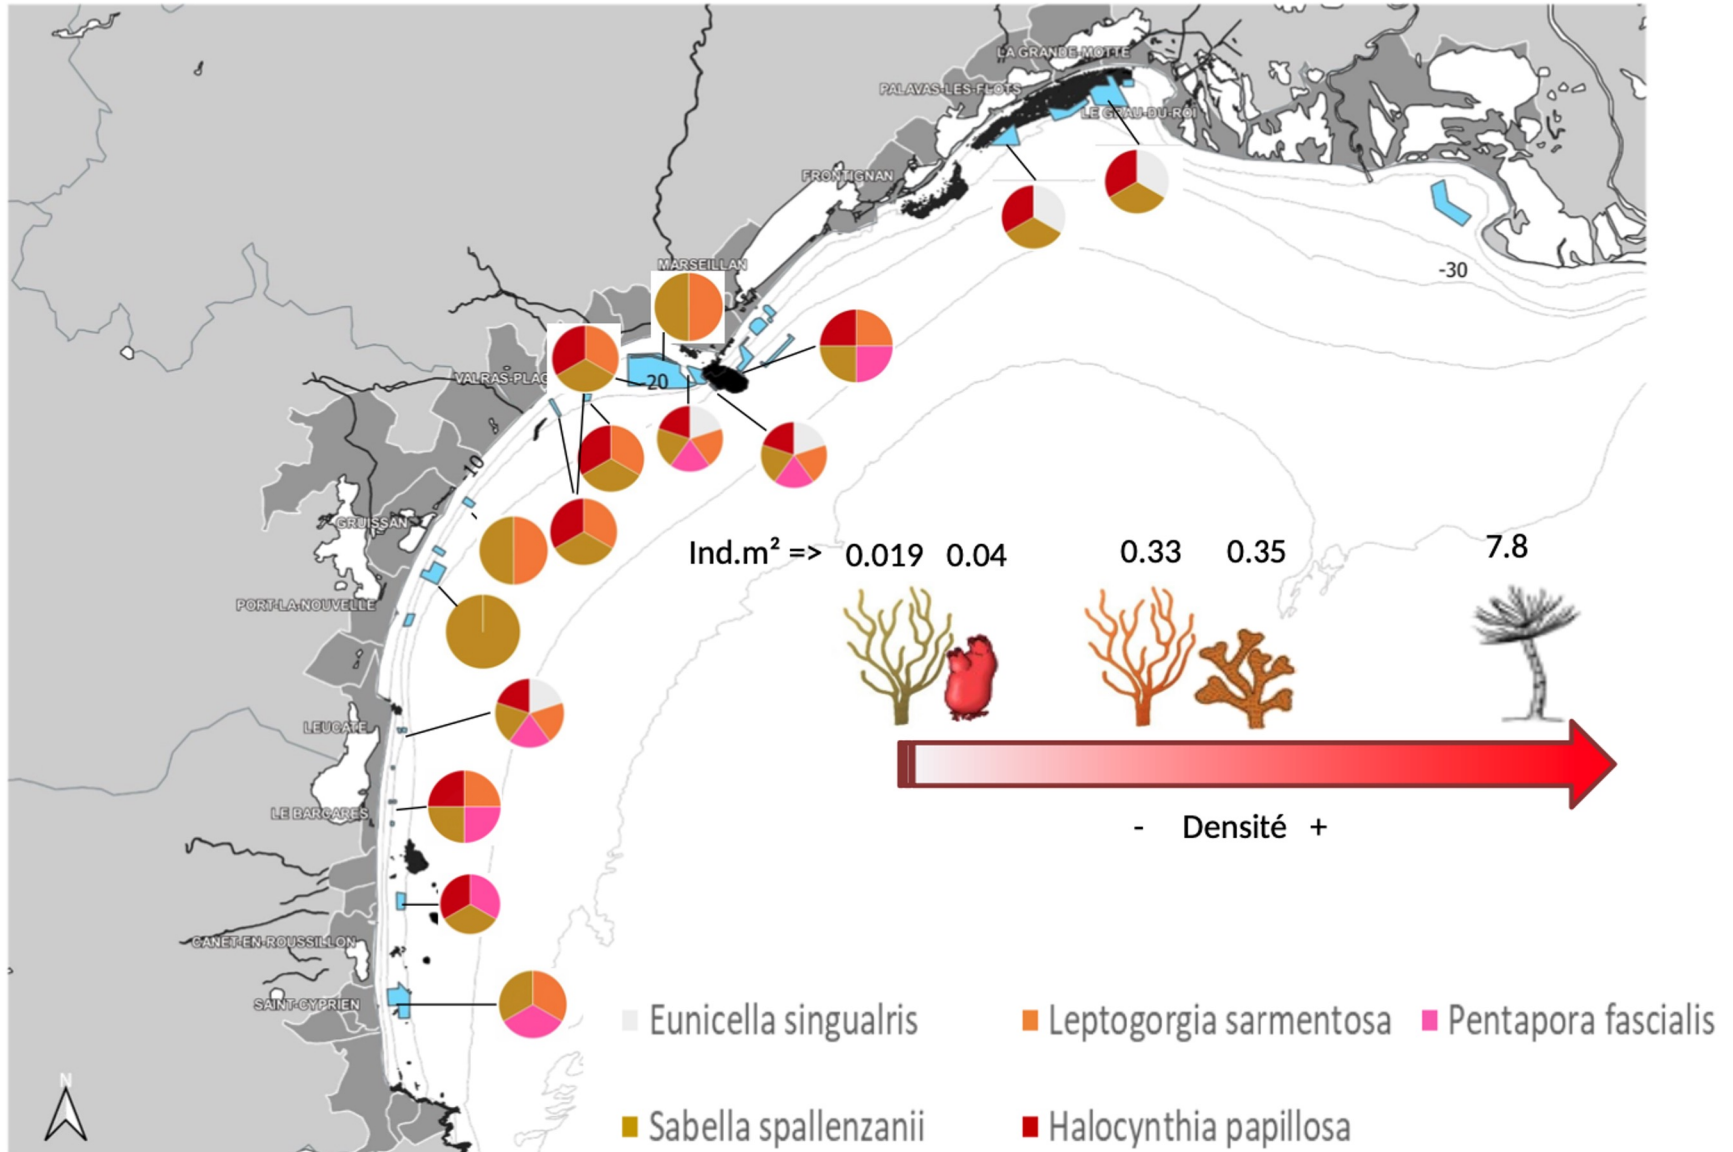 LA GRANDE-MOTTE
PALAVAS-LES-FLOTS
LE GRAU-DU-ROI
FRONTIGNAN
MARSEILLAN
-30
VALRAS-PLAG
-20
-10
GRUISSAN
Ind.m² => 0.019 0.04 0.33 0.35 7.8
PORT-LA-NOUVELLE
LEUCATE
LE BARCARES
- Densité +
CANET-EN-ROUSSILLON
SAINT-CYPRIEN
Eunicella singualris Leptogorgia sarmentosa Pentapora fascialis
N
Sabella spallenzanii Halocynthia papillosa